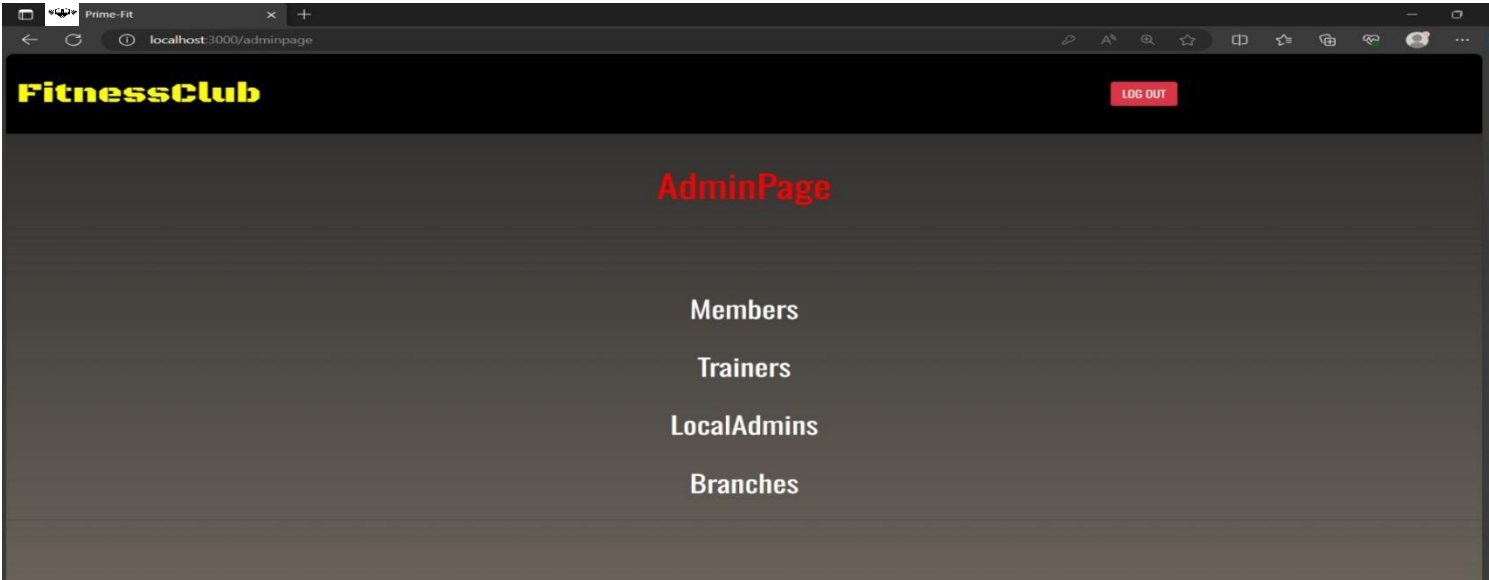 Prime-Fit
localhost:3000/adminpage
FitnessClub
LOG OUT
AdminPage
Members
Trainers
LocalAdmins
Branches